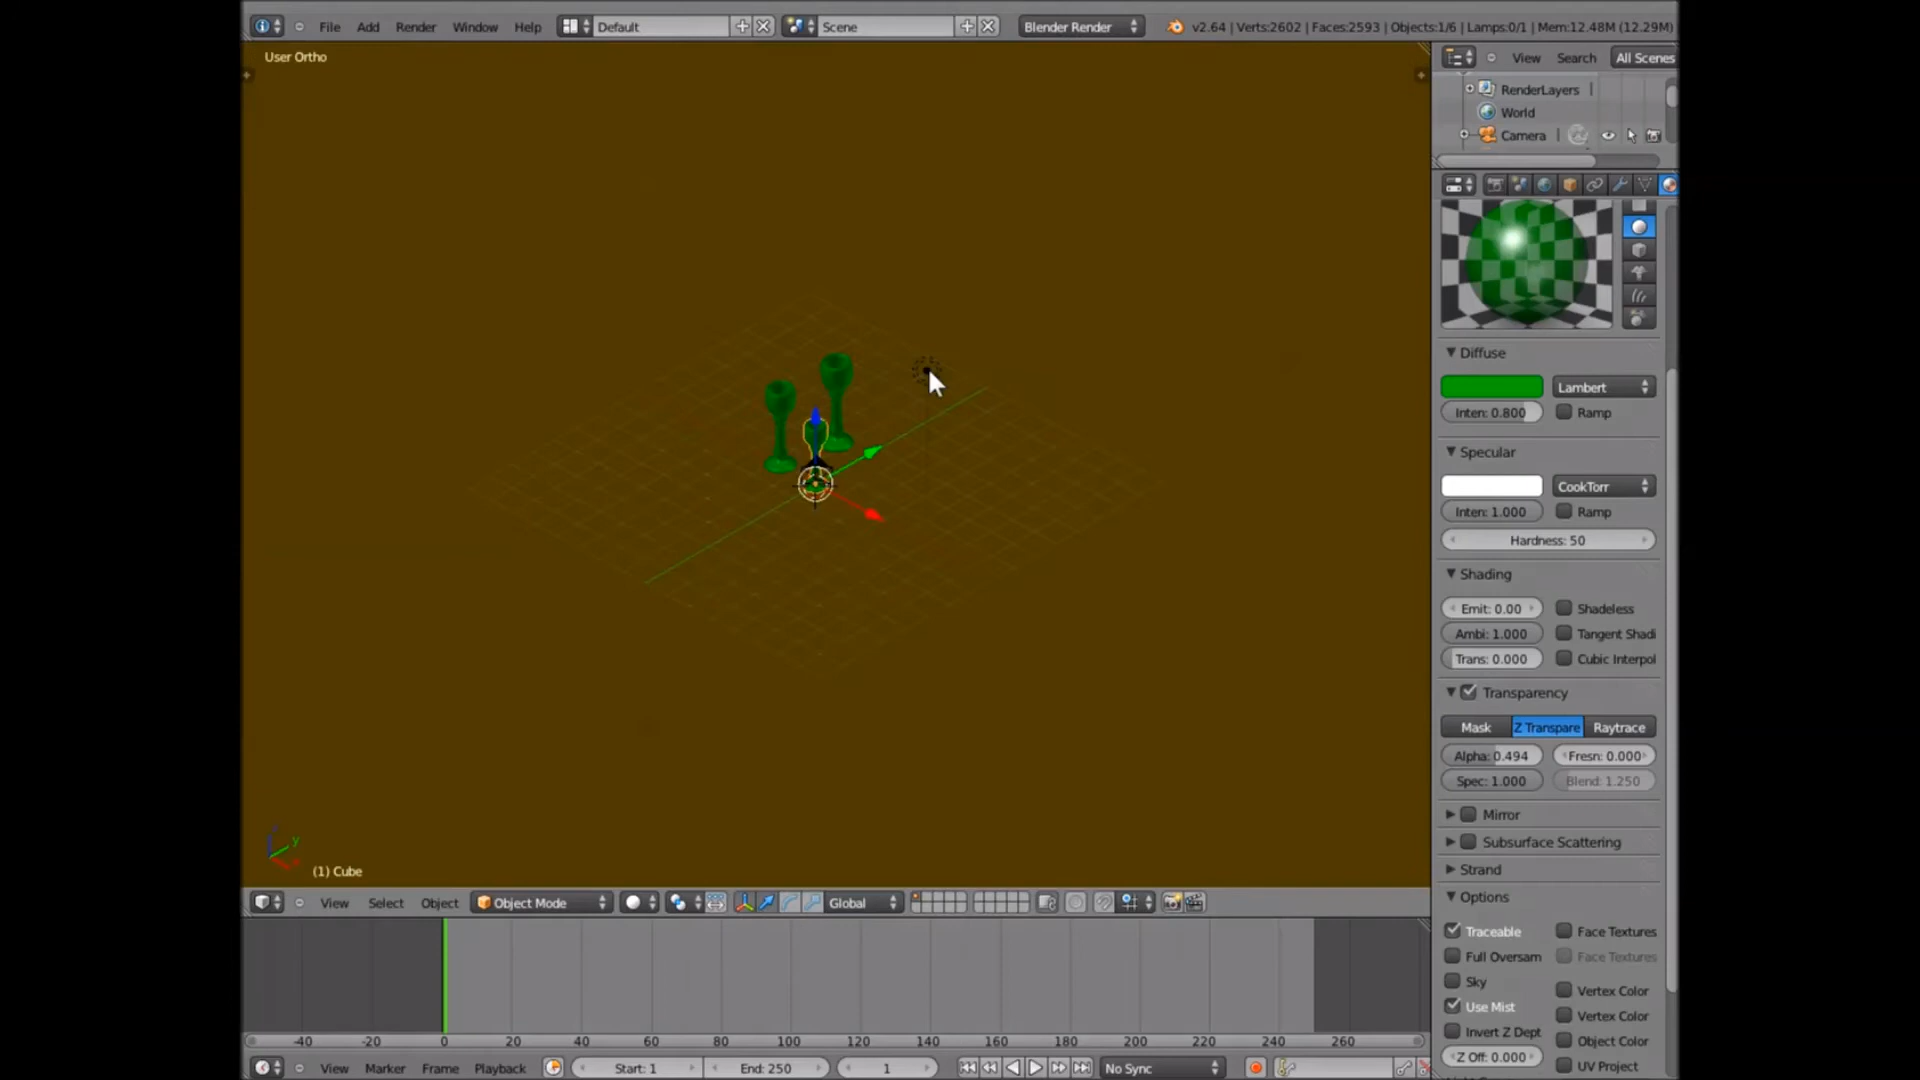 File Add Render Window Help Default Scene Blender Render v2.64 | Verts:2602 | Faces:2593 | Objects:1/6 | Lamps:0/1 | Mem:12.48M (12.29M)
User Ortho
View Search All Scenes
RenderLayers
World
Camera
Diffuse
Lambert
Inten: 0.800 Ramp
Specular
CookTorr
Inten: 1.000 Ramp
Hardness: 50
Shading
Emit: 0.00 Shadeless
Ambi: 1.000 Tangent Shadi
Trans: 0.000 Cubic Interpol
Transparency
Mask Z Transpare Raytrace
Alpha: 0.494 Fresn: 0.000
Spec: 1.000 Blend: 1.250
Mirror
Subsurface Scattering
Strand
Options
Traceable Face Textures
Full Oversam Face Textures
Sky
Vertex Color
Use Mist
Vertex Color
Invert Z Dept
Object Color
Z Off: 0.000
UV Project
y
(1) Cube
View Select Object Object Mode Global
-40 -20 0 20 40 60 80 100 120 140 160 180 200 220 240 260
View Marker Frame Playback Start: 1 End: 250 1 No Sync